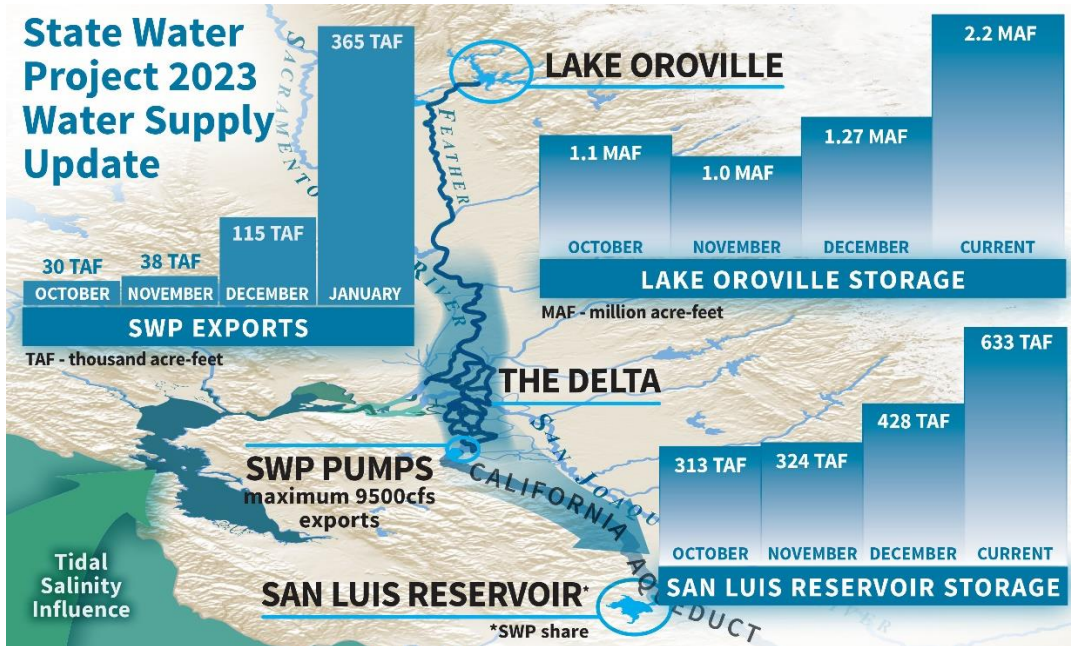 State Water
Project 2023
Water Supply
Update
365 TAF
115 TAF
38 TAF
30 TAF
OCTOBER
NOVEMBER
DECEMBER
JANUARY
SWP EXPORTS
TAF - thousand acre-feet
SACRAMENTO
RIVER
FEATHER
LAKE OROVILLE
2.2 MAF
1.27 MAF
1.1 MAF
1.0 MAF
OCTOBER
NOVEMBER
DECEMBER
CURRENT
LAKE OROVILLE STORAGE
MAF - million acre-feet
THE DELTA
SWP PUMPS
maximum 9500cfs
exports
CALIFORNIA AQUEDUCT
SAN JOAQU
RIVER
633 TAF
428 TAF
324 TAF
313 TAF
OCTOBER
NOVEMBER
DECEMBER
CURRENT
SAN LUIS RESERVOIR STORAGE
Tidal
Salinity
Influence
SAN LUIS RESERVOIR*
*SWP share